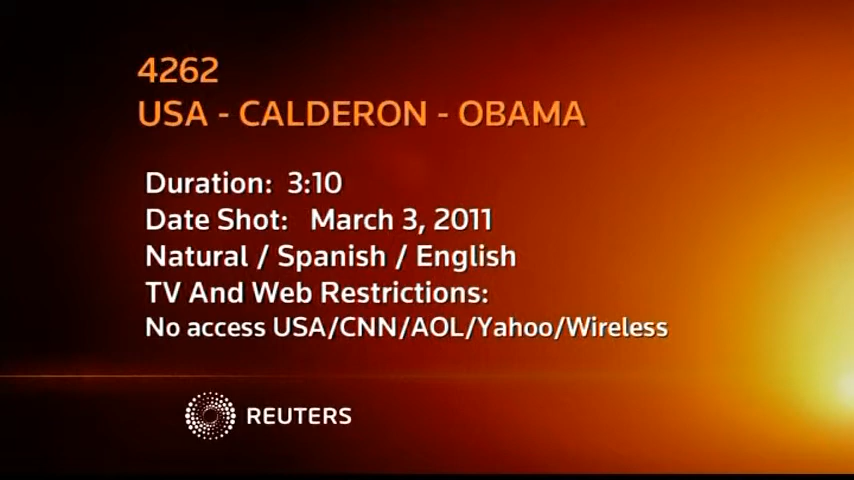 4262
USA - CALDERON - OBAMA
Duration: 3:10
Date Shot: March 3, 2011
Natural / Spanish / English
TV And Web Restrictions:
No access USA/CNN/AOL/Yahoo/Wireless
REUTERS